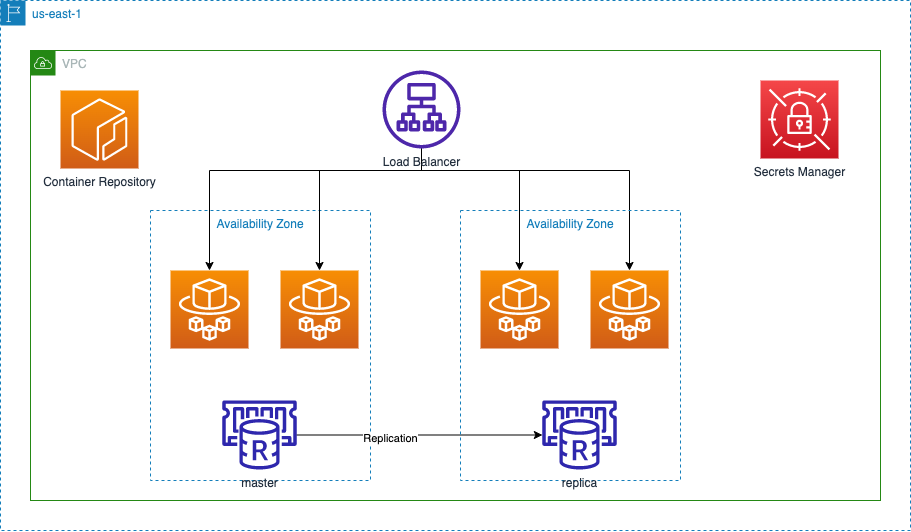 us-east-1
VPC
Container Repository
Load Balancer
Secrets Manager
Availability Zone
Availability Zone
R
R
Replication
master
replica